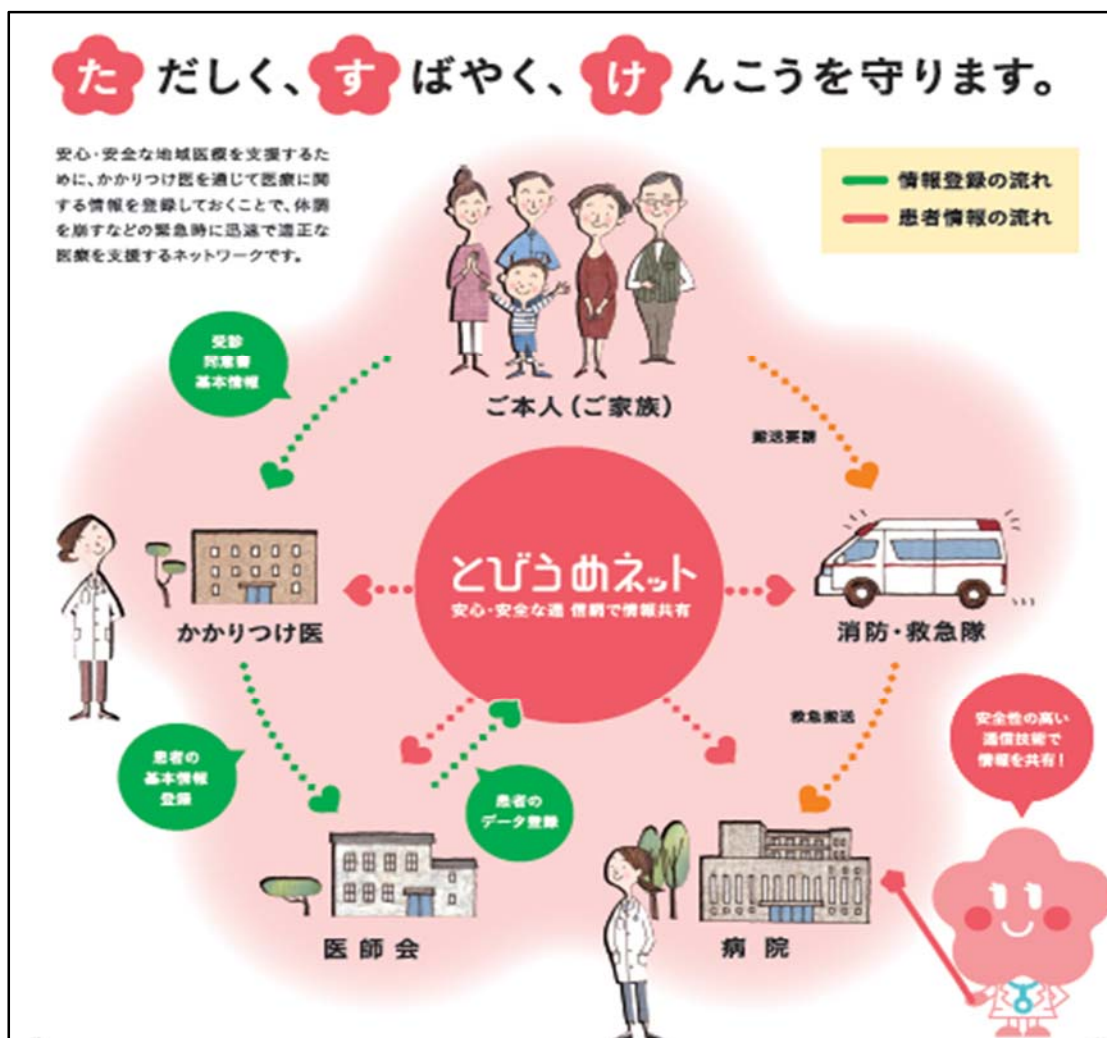 ただしく、すばやく、けんこうを守ります。
安心・安全な地域医療を支援するた
めに、かかりつけ医を通じて医療に関
する情報を登録しておくことで、体調
を崩すなどの緊急時に迅速で適正な
医療を支援するネットワークです。
情報登録の流れ
患者情報の流れ
受診
同意書
基本情報
ご本人(ご家族)
搬送要請
とびうめネット
安心・安全な通 信網で情報共有
かかりつけ医
消防・救急隊
救急搬送
安全性の高い
通信技術で
情報を共有!
患者の
基本情報
登録
患者の
データ登録
医師会
病院